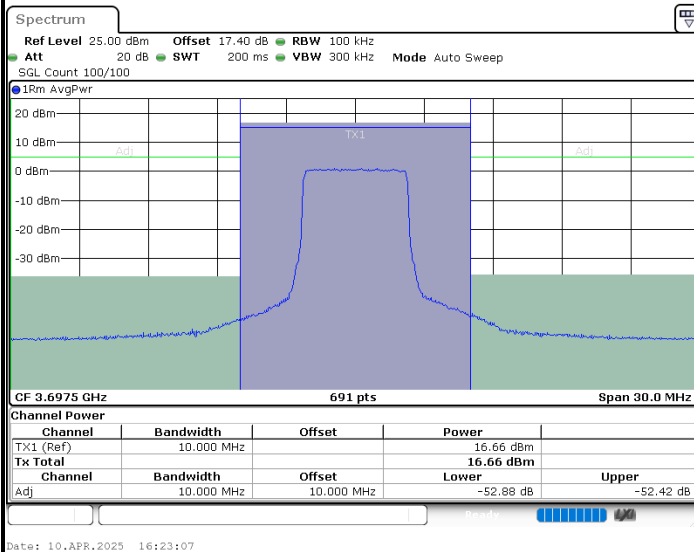 Spectrum
Ref Level 25.00 dBm Offset 17.40 dB RBW 100 kHz
Att 20 dB SWT 200 ms VBW 300 kHz Mode Auto Sweep
SGL Count 100/100
1Rm AvgPwr
20 dBm
TX1
10 dBm
Adj Adj
0 dBm
-10 dBm
-20 dBm
-30 dBm
CF 3.6975 GHz 691 pts Span 30.0 MHz
Channel Power
Channel Bandwidth Offset Power
TX1 (Ref) 10.000 MHz 16.66 dBm
Tx Total 16.66 dBm
Channel Bandwidth Offset Lower Upper
Adj 10.000 MHz 10.000 MHz -52.88 dB -52.42 dB
Ready
Date: 10.APR.2025 16:23:07